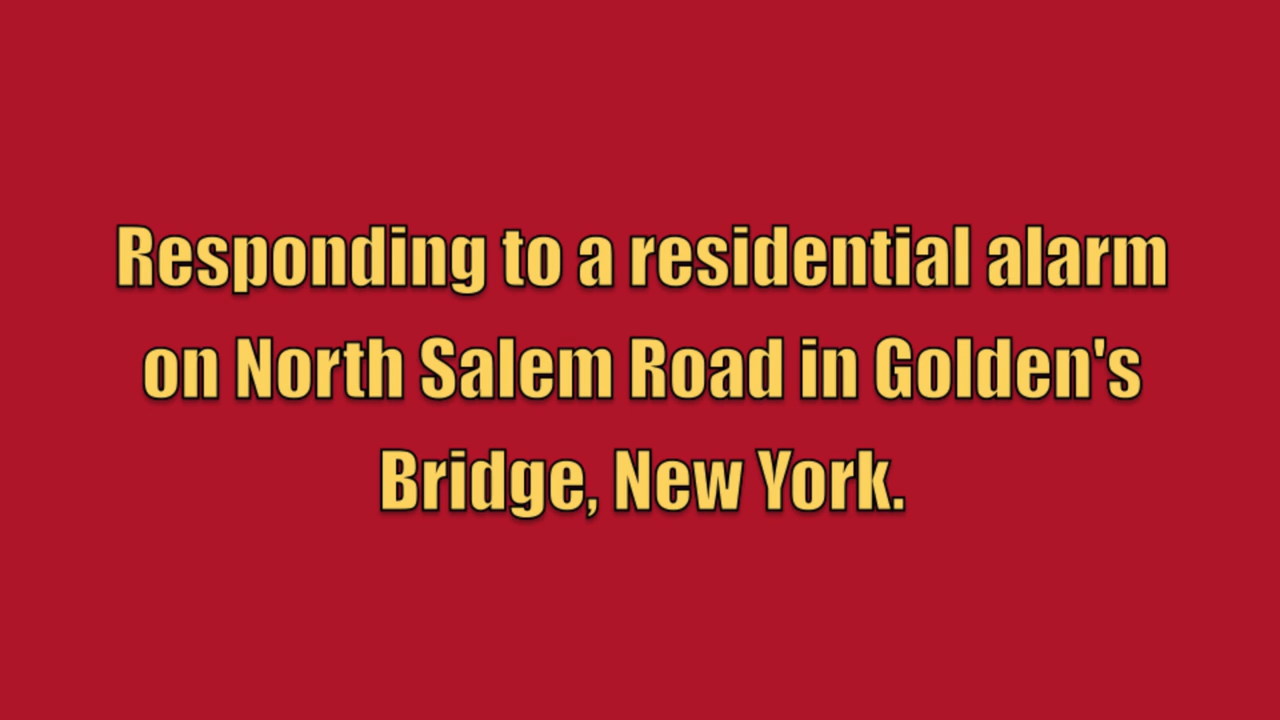 Responding to a residential alarm
on North Salem Road in Golden's
Bridge, New York.